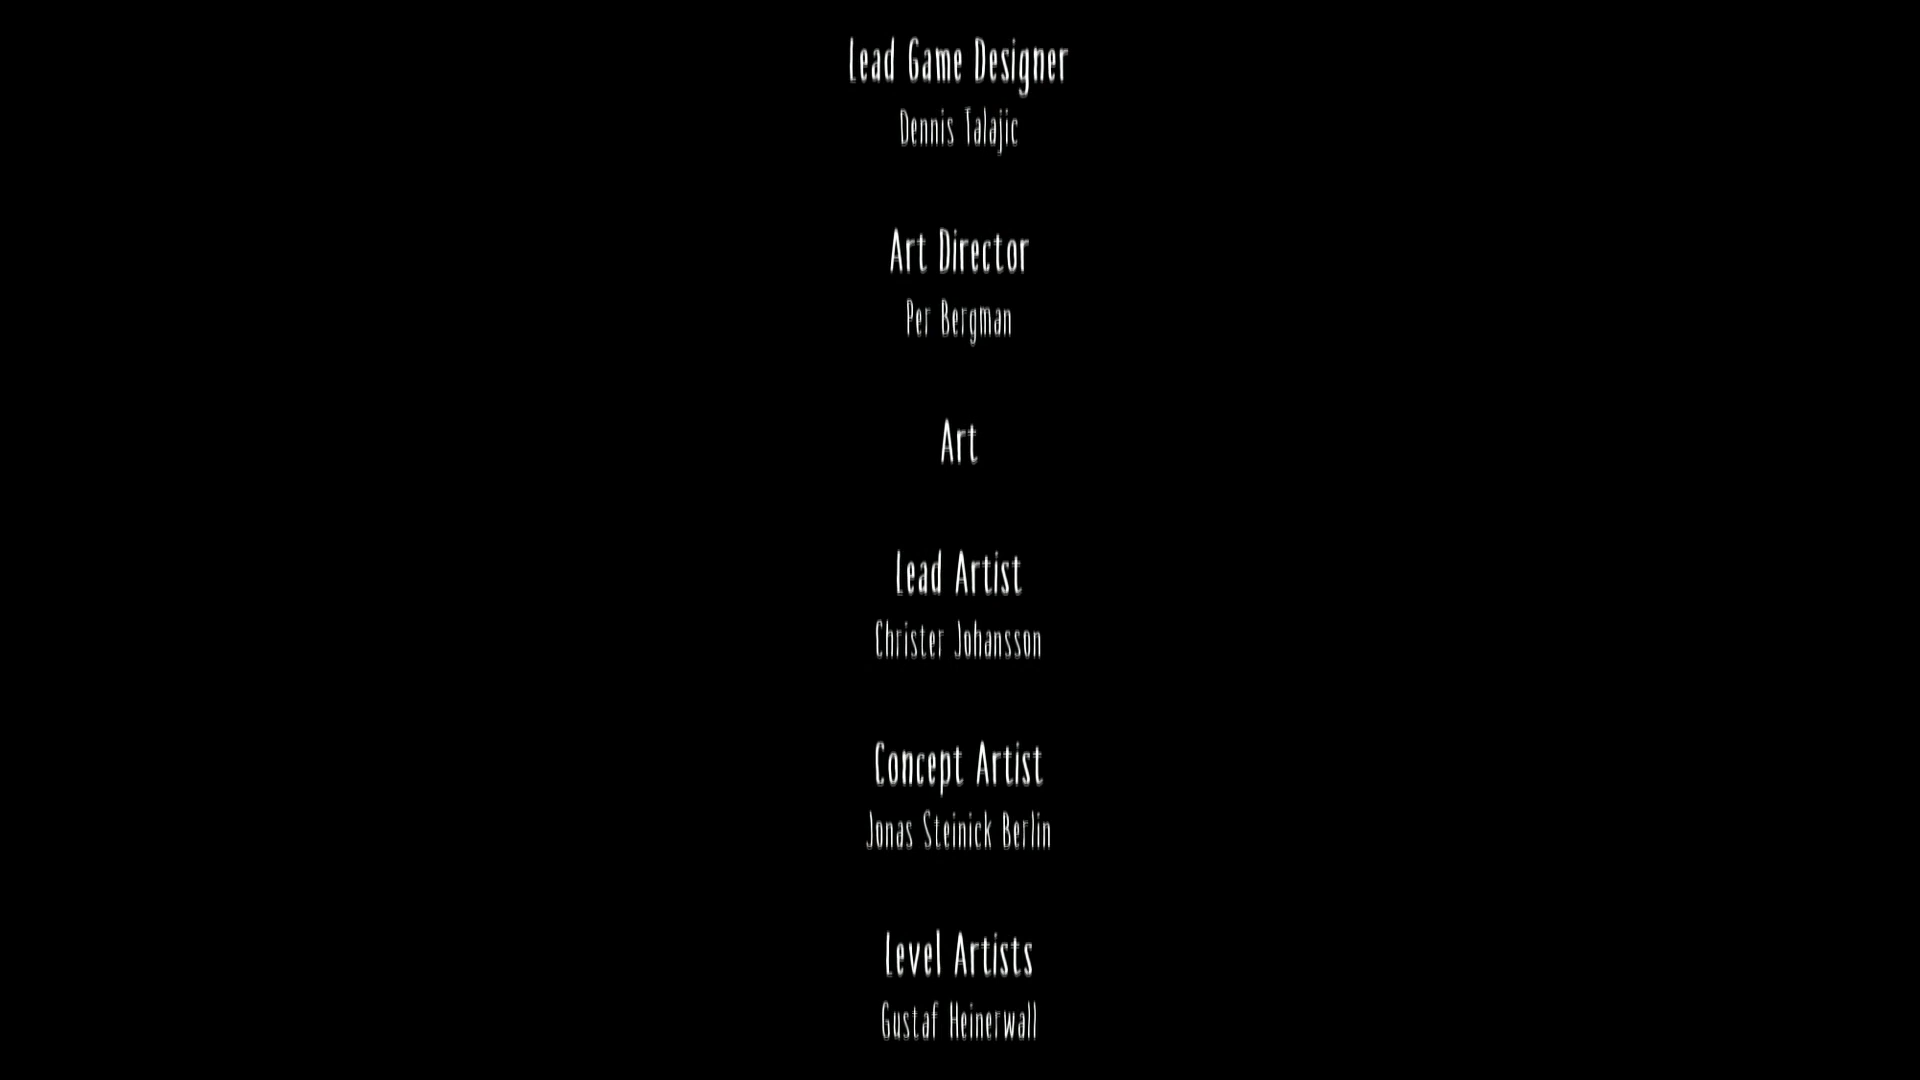 Lead Game Designer
Dennis Talajic
Art Director
Per Bergman
Art
Lead Artist
Christer Johansson
Concept Artist
Jonas Steinick Berlin
Level Artists
Gustaf Heinerwall